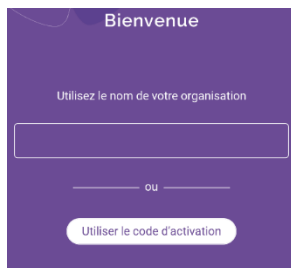 Bienvenue
Utilisez le nom de votre organisation
ou
Utiliser le code d'activation